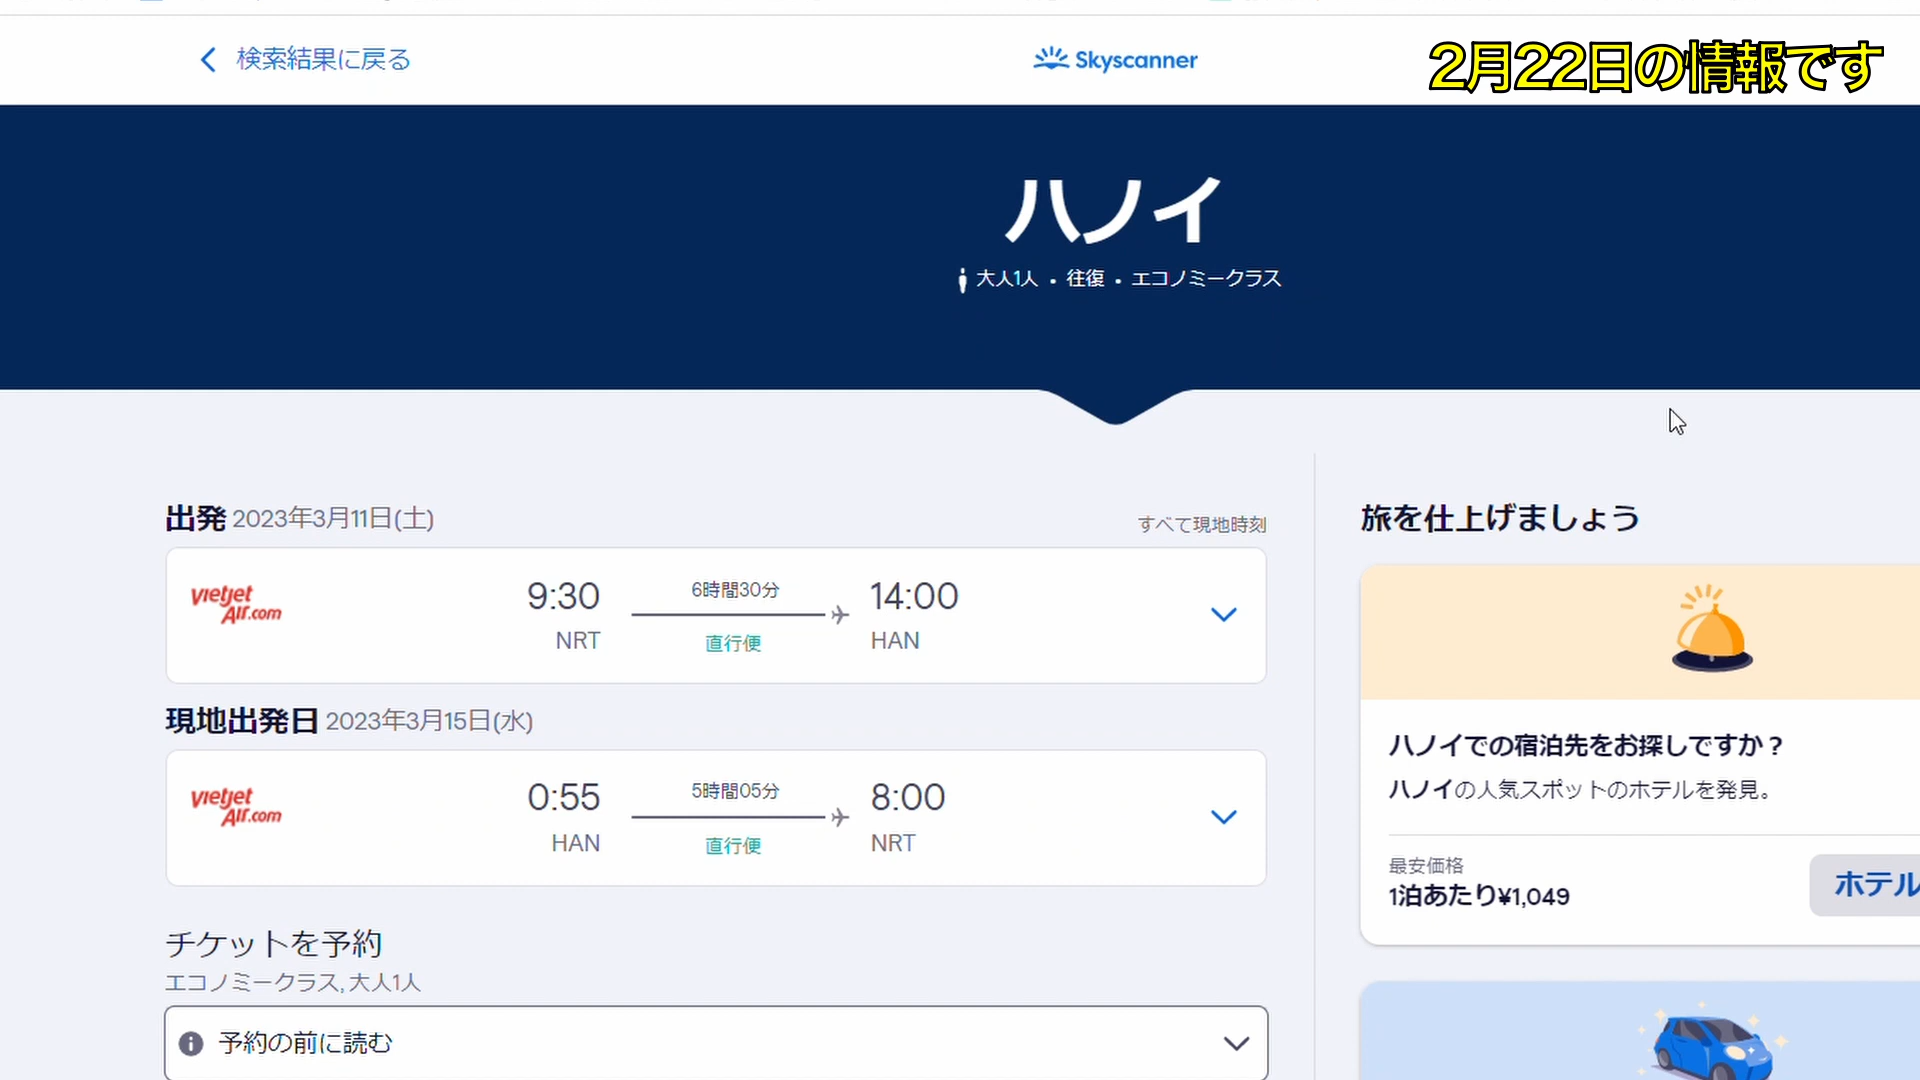 検索結果に戻る
Skyscanner
2月22日の情報です
ハノイ
大人1人 • 往復 • エコノミークラス
出発 2023年3月11日(土)
すべて現地時刻
vietjet Air.com
9:30
NRT
6時間30分
直行便
14:00
HAN
現地出発日 2023年3月15日(水)
vietjet Air.com
0:55
HAN
5時間05分
直行便
8:00
NRT
チケットを予約
エコノミークラス, 大人1人
予約の前に読む
旅を仕上げましょう
ハノイでの宿泊先をお探しですか？
ハノイの人気スポットのホテルを発見。
最安価格
1泊あたり¥1,049
ホテル